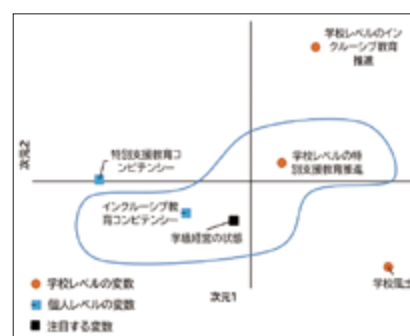 学校レベルのイン
クルーシブ教育
推進
次元2
特別支援教育コ
ンピテンシー
学校レベルの特
別支援教育推進
インクルーシブ教
育コンピテンシー
学級経営の状態
学校風土
次元1
学校レベルの変数
個人レベルの変数
注目する変数